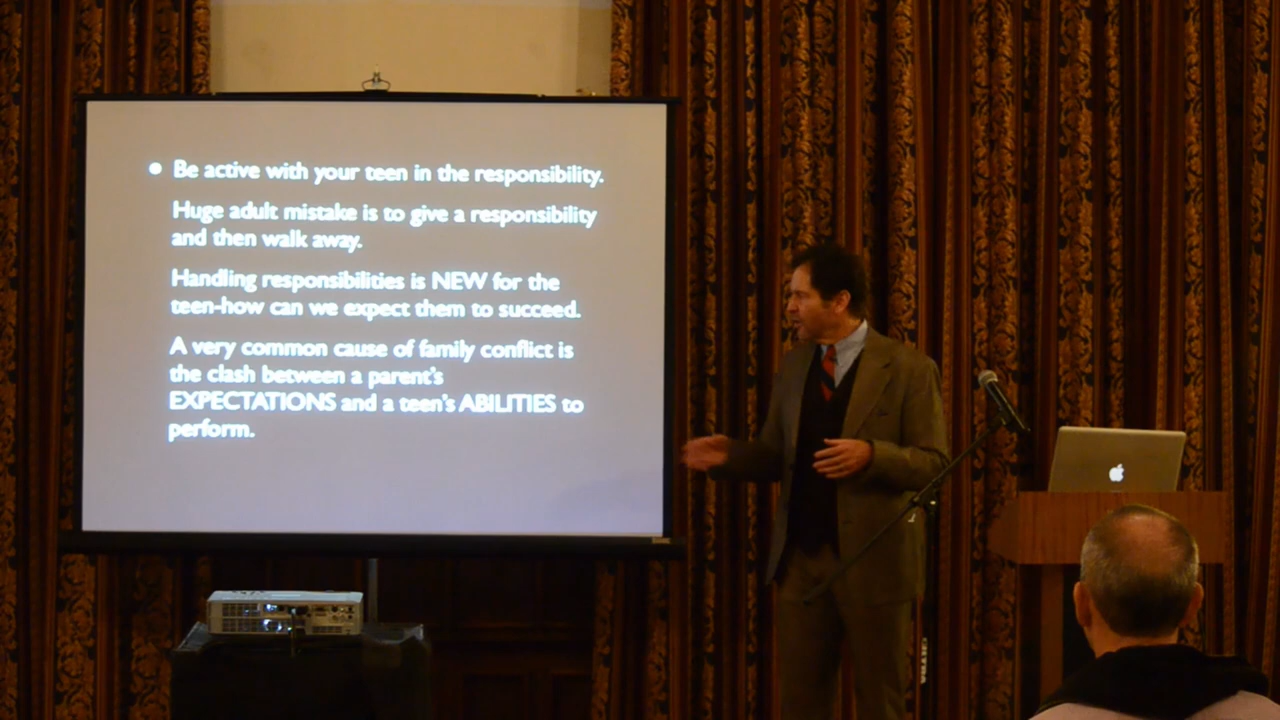 • Be active with your teen in the responsibility.
Huge adult mistake is to give a responsibility
and then walk away.
Handling responsibilities is NEW for the
teen-how can we expect them to succeed.
A very common cause of family conflict is
the clash between a parent's
EXPECTATIONS and a teen's ABILITIES to
perform.